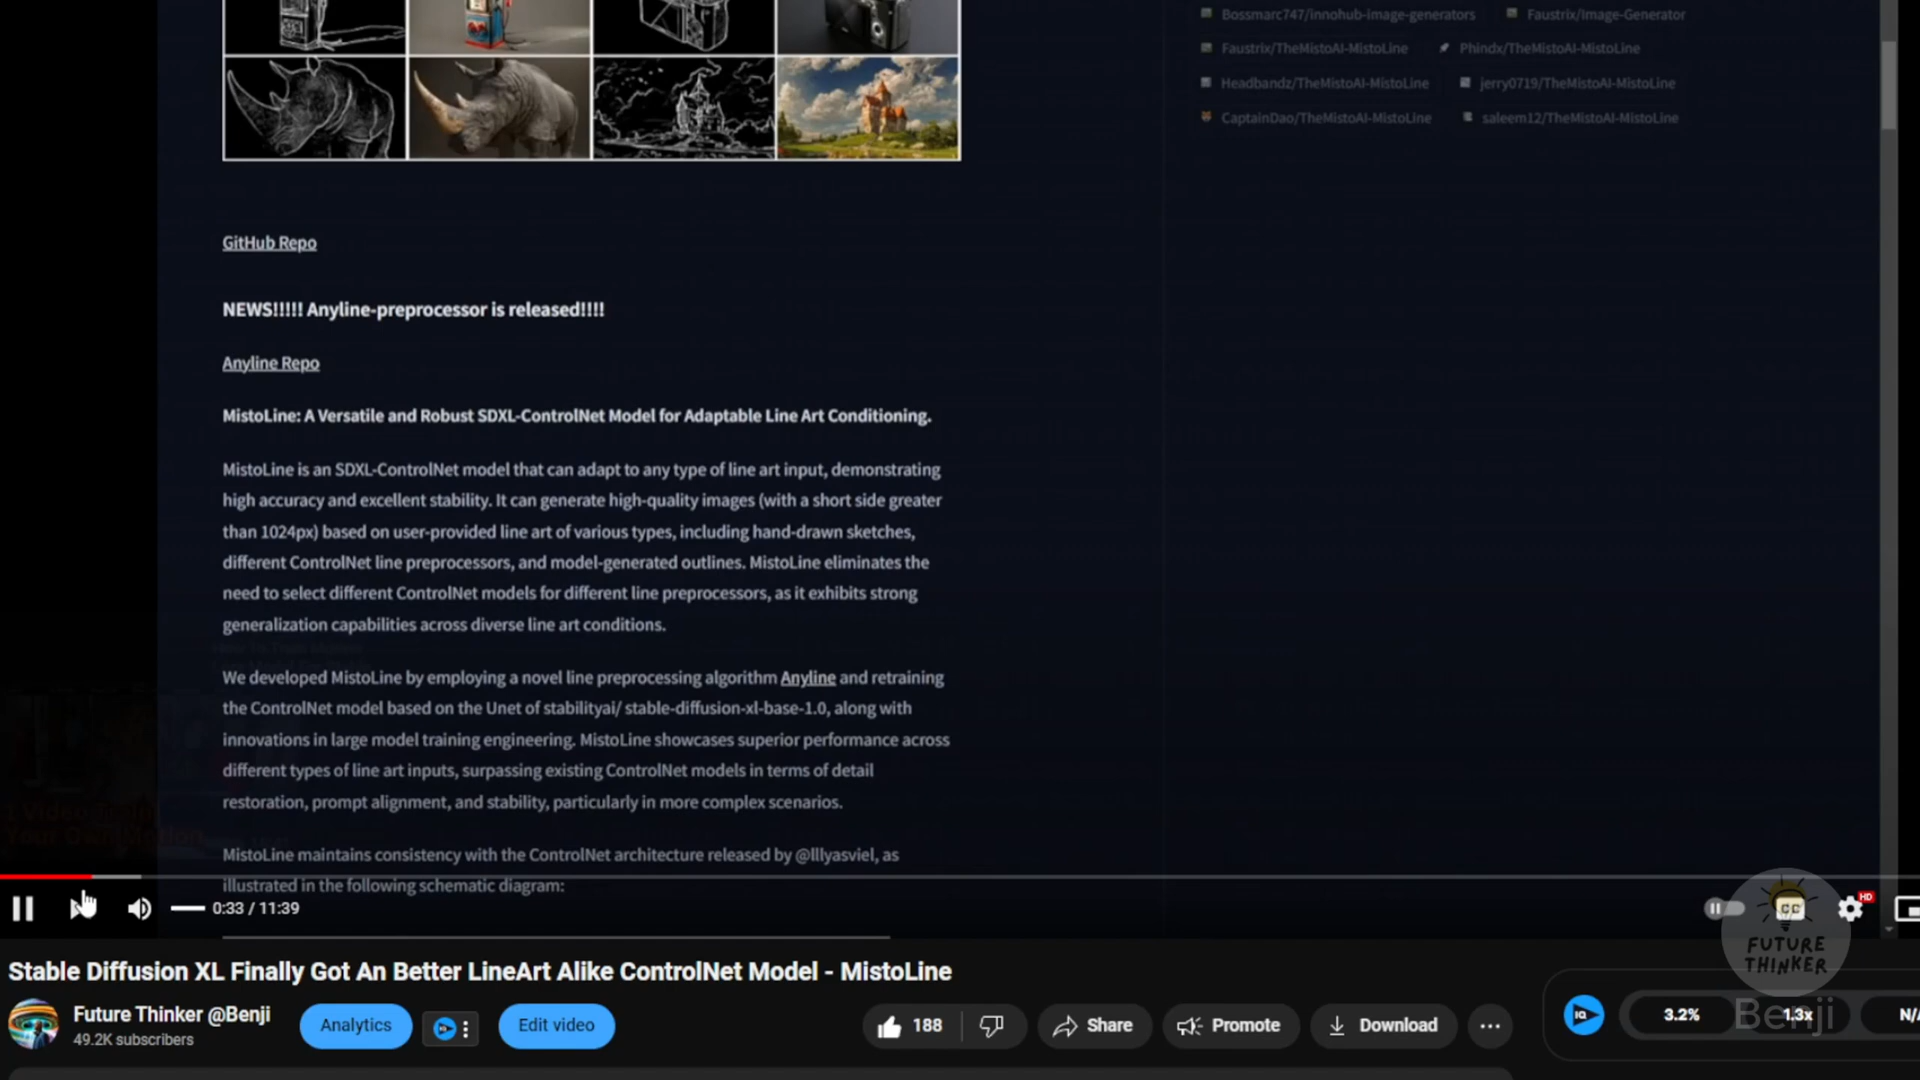 Bossmarc747/innohub-image-generators
Faustrix/Image-Generator
Faustrix/TheMistoAI-MistoLine
Phindx/TheMistoAI-MistoLine
Headbandz/TheMistoAI-MistoLine
jerry0719/TheMistoAI-MistoLine
CaptainDao/TheMistoAI-MistoLine
saleem12/TheMistoAI-MistoLine
GitHub Repo
NEWS!!!!! Anyline-preprocessor is released!!!!
Anyline Repo
MistoLine: A Versatile and Robust SDXL-ControlNet Model for Adaptable Line Art Conditioning.
MistoLine is an SDXL-ControlNet model that can adapt to any type of line art input, demonstrating
high accuracy and excellent stability. It can generate high-quality images (with a short side greater
than 1024px) based on user-provided line art of various types, including hand-drawn sketches,
different ControlNet line preprocessors, and model-generated outlines. MistoLine eliminates the
need to select different ControlNet models for different line preprocessors, as it exhibits strong
generalization capabilities across diverse line art conditions.
We developed MistoLine by employing a novel line preprocessing algorithm Anyline and retraining
the ControlNet model based on the Unet of stabilityai/ stable-diffusion-xl-base-1.0, along with
innovations in large model training engineering. MistoLine showcases superior performance across
different types of line art inputs, surpassing existing ControlNet models in terms of detail
restoration, prompt alignment, and stability, particularly in more complex scenarios.
MistoLine maintains consistency with the ControlNet architecture released by @lllyasviel, as
illustrated in the following schematic diagram:
0:33 / 11:39
CC
HD
FUTURE
THINKER
Benji
Stable Diffusion XL Finally Got An Better LineArt Alike ControlNet Model - MistoLine
Future Thinker @Benji
49.2K subscribers
Analytics
Edit video
188
Share
Promote
Download
IQ
3.2%
1.3x
N/